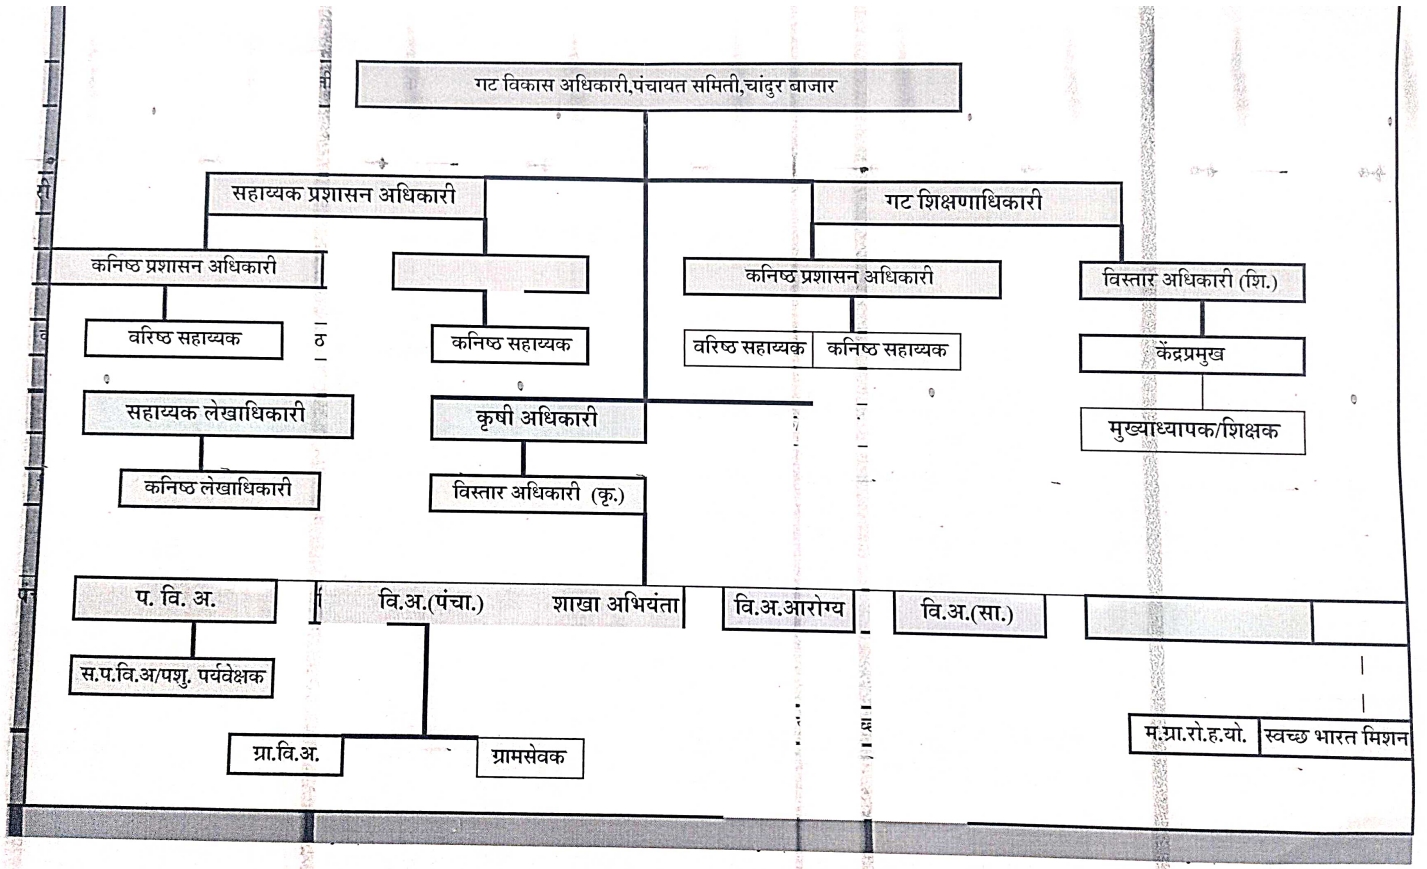 गट विकास अधिकारी,पंचायत समिती,चांदुर बाजार
सहाय्यक प्रशासन अधिकारी
गट शिक्षणाधिकारी
कनिष्ठ प्रशासन अधिकारी
कनिष्ठ प्रशासन अधिकारी
विस्तार अधिकारी (शि.)
वरिष्ठ सहाय्यक
ठ
कनिष्ठ सहाय्यक
वरिष्ठ सहाय्यक
कनिष्ठ सहाय्यक
केंद्रप्रमुख
सहाय्यक लेखाधिकारी
कृषी अधिकारी
मुख्याध्यापक/शिक्षक
कनिष्ठ लेखाधिकारी
विस्तार अधिकारी (कृ.)
प. वि. अ.
वि.अ.(पंचा.)
शाखा अभियंता
वि.अ.आरोग्य
वि.अ.(सा.)
स.प.वि.अ/पशु. पर्यवेक्षक
ग्रा.वि.अ.
ग्रामसेवक
म.ग्रा.रो.ह.यो.
स्वच्छ भारत मिशन